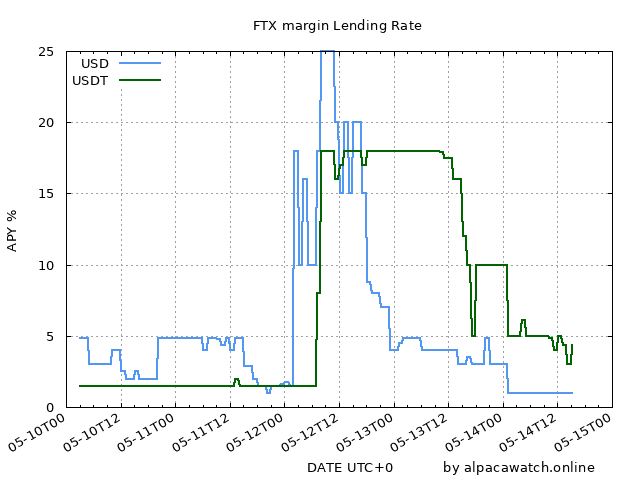 FTX margin Lending Rate
25
USD
USDT
20
15
APY %
10
5
0
05-10T00 05-10T12 05-11T00 05-11T12 05-12T00 05-12T12 05-13T00 05-13T12 05-14T00 05-14T12 05-15T00
DATE UTC+0 by alpacawatch.online